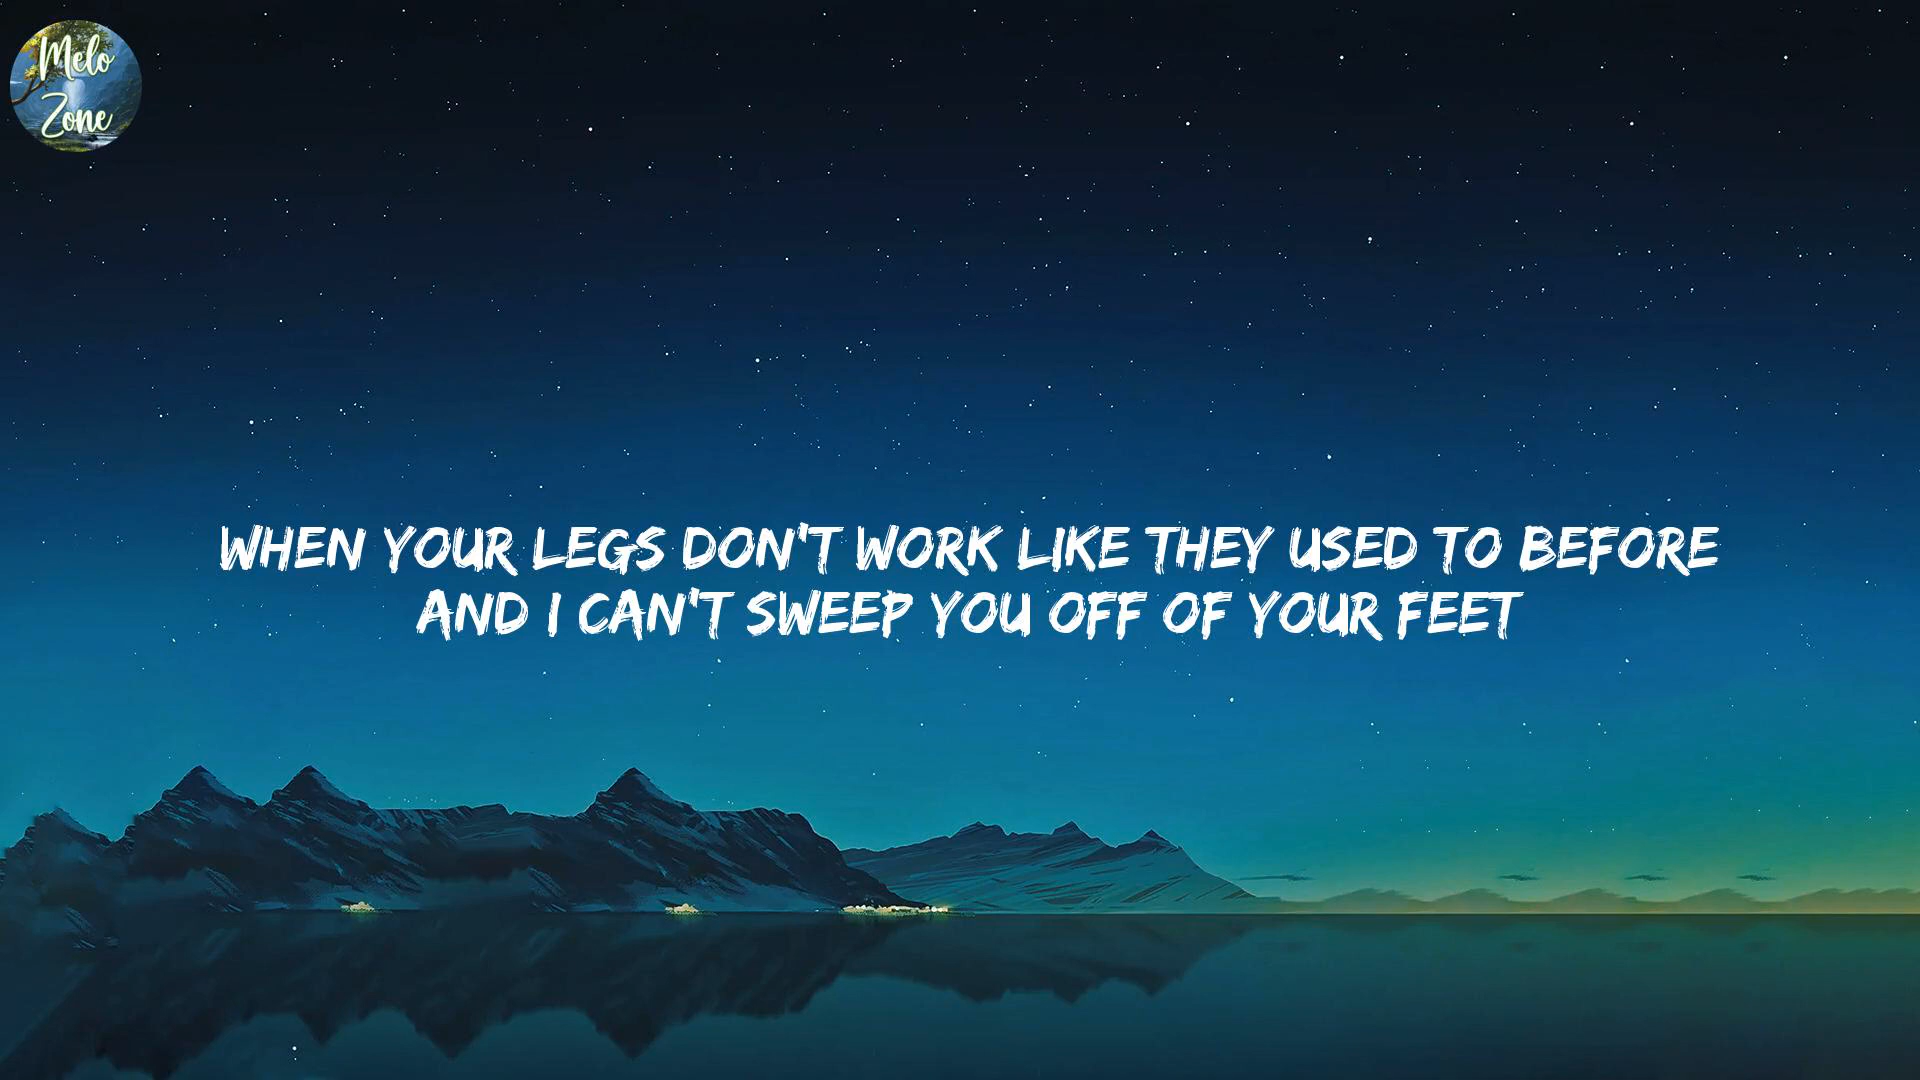 Melo
Zone
WHEN YOUR LEGS DON'T WORK LIKE THEY USED TO BEFORE
AND I CAN'T SWEEP YOU OFF OF YOUR FEET